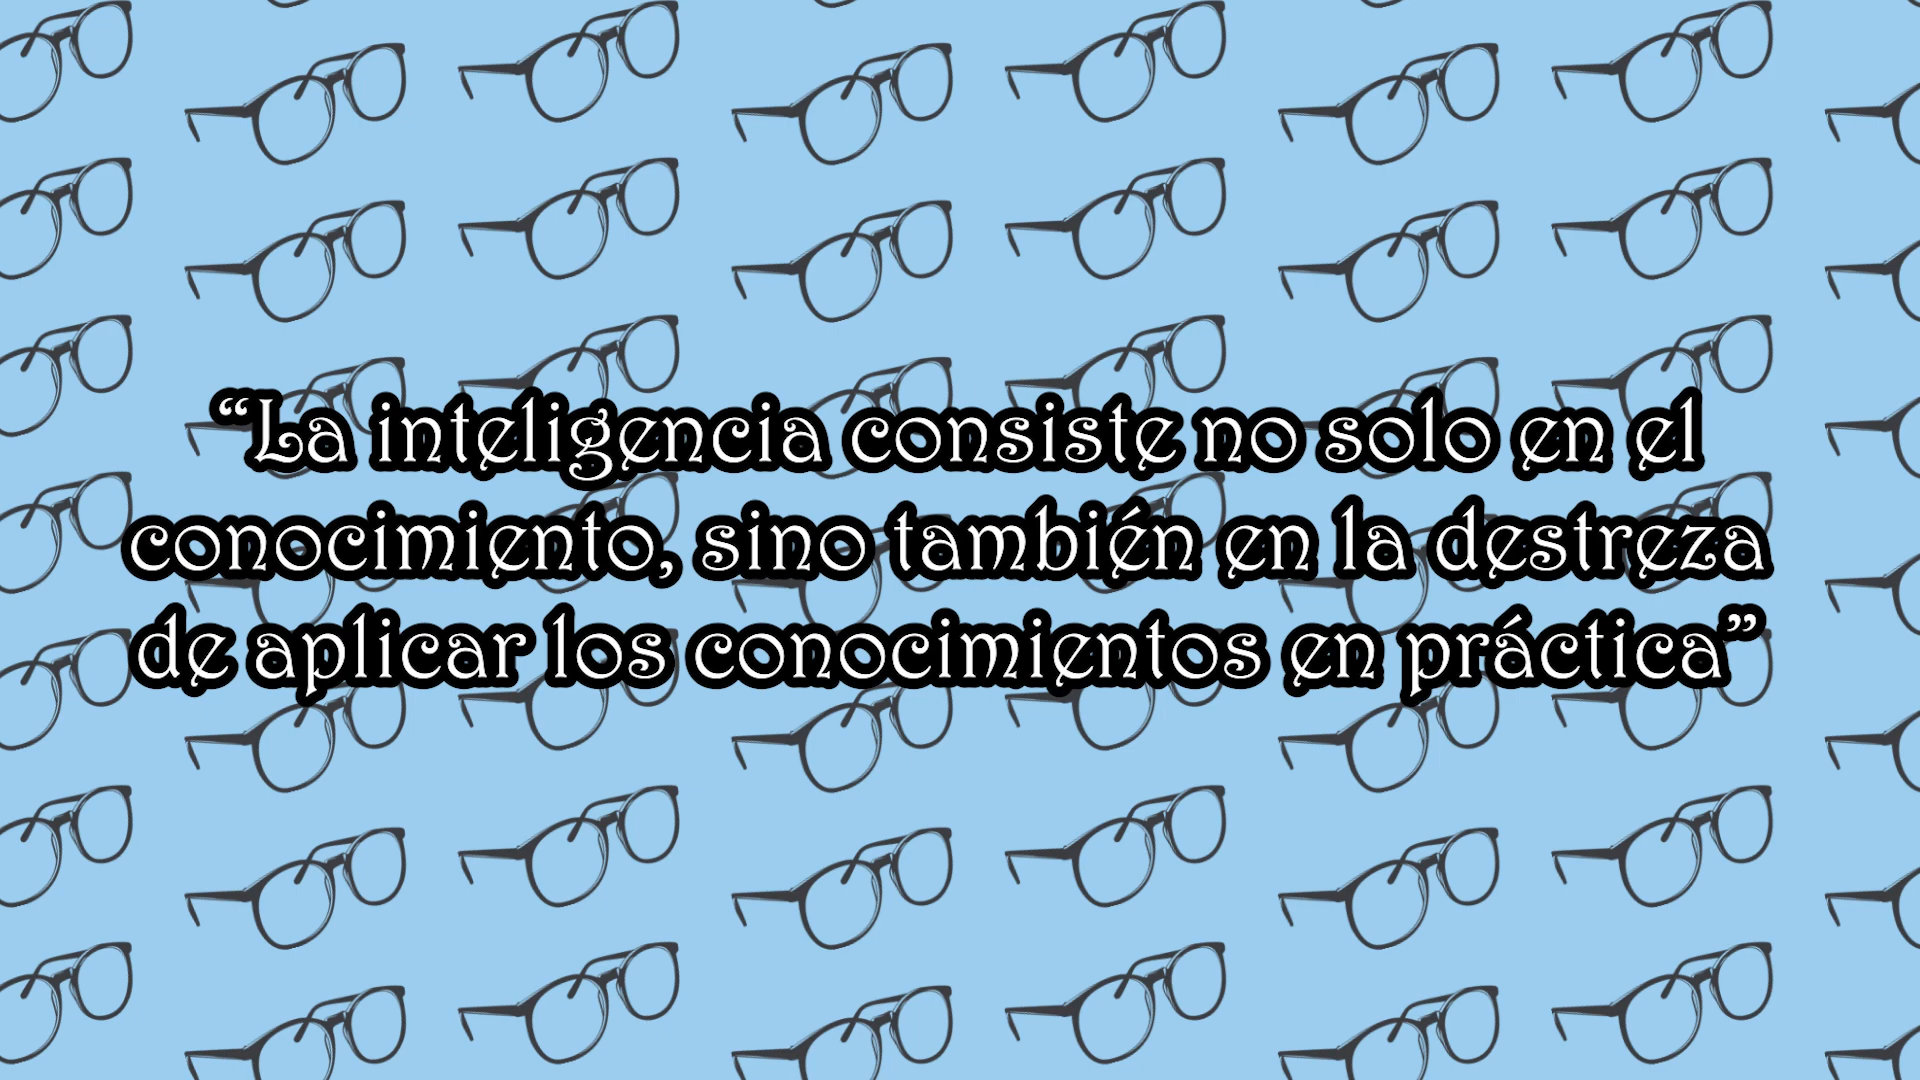 “La inteligencia consiste no solo en el
conocimiento, sino también en la destreza
de aplicar los conocimientos en práctica”